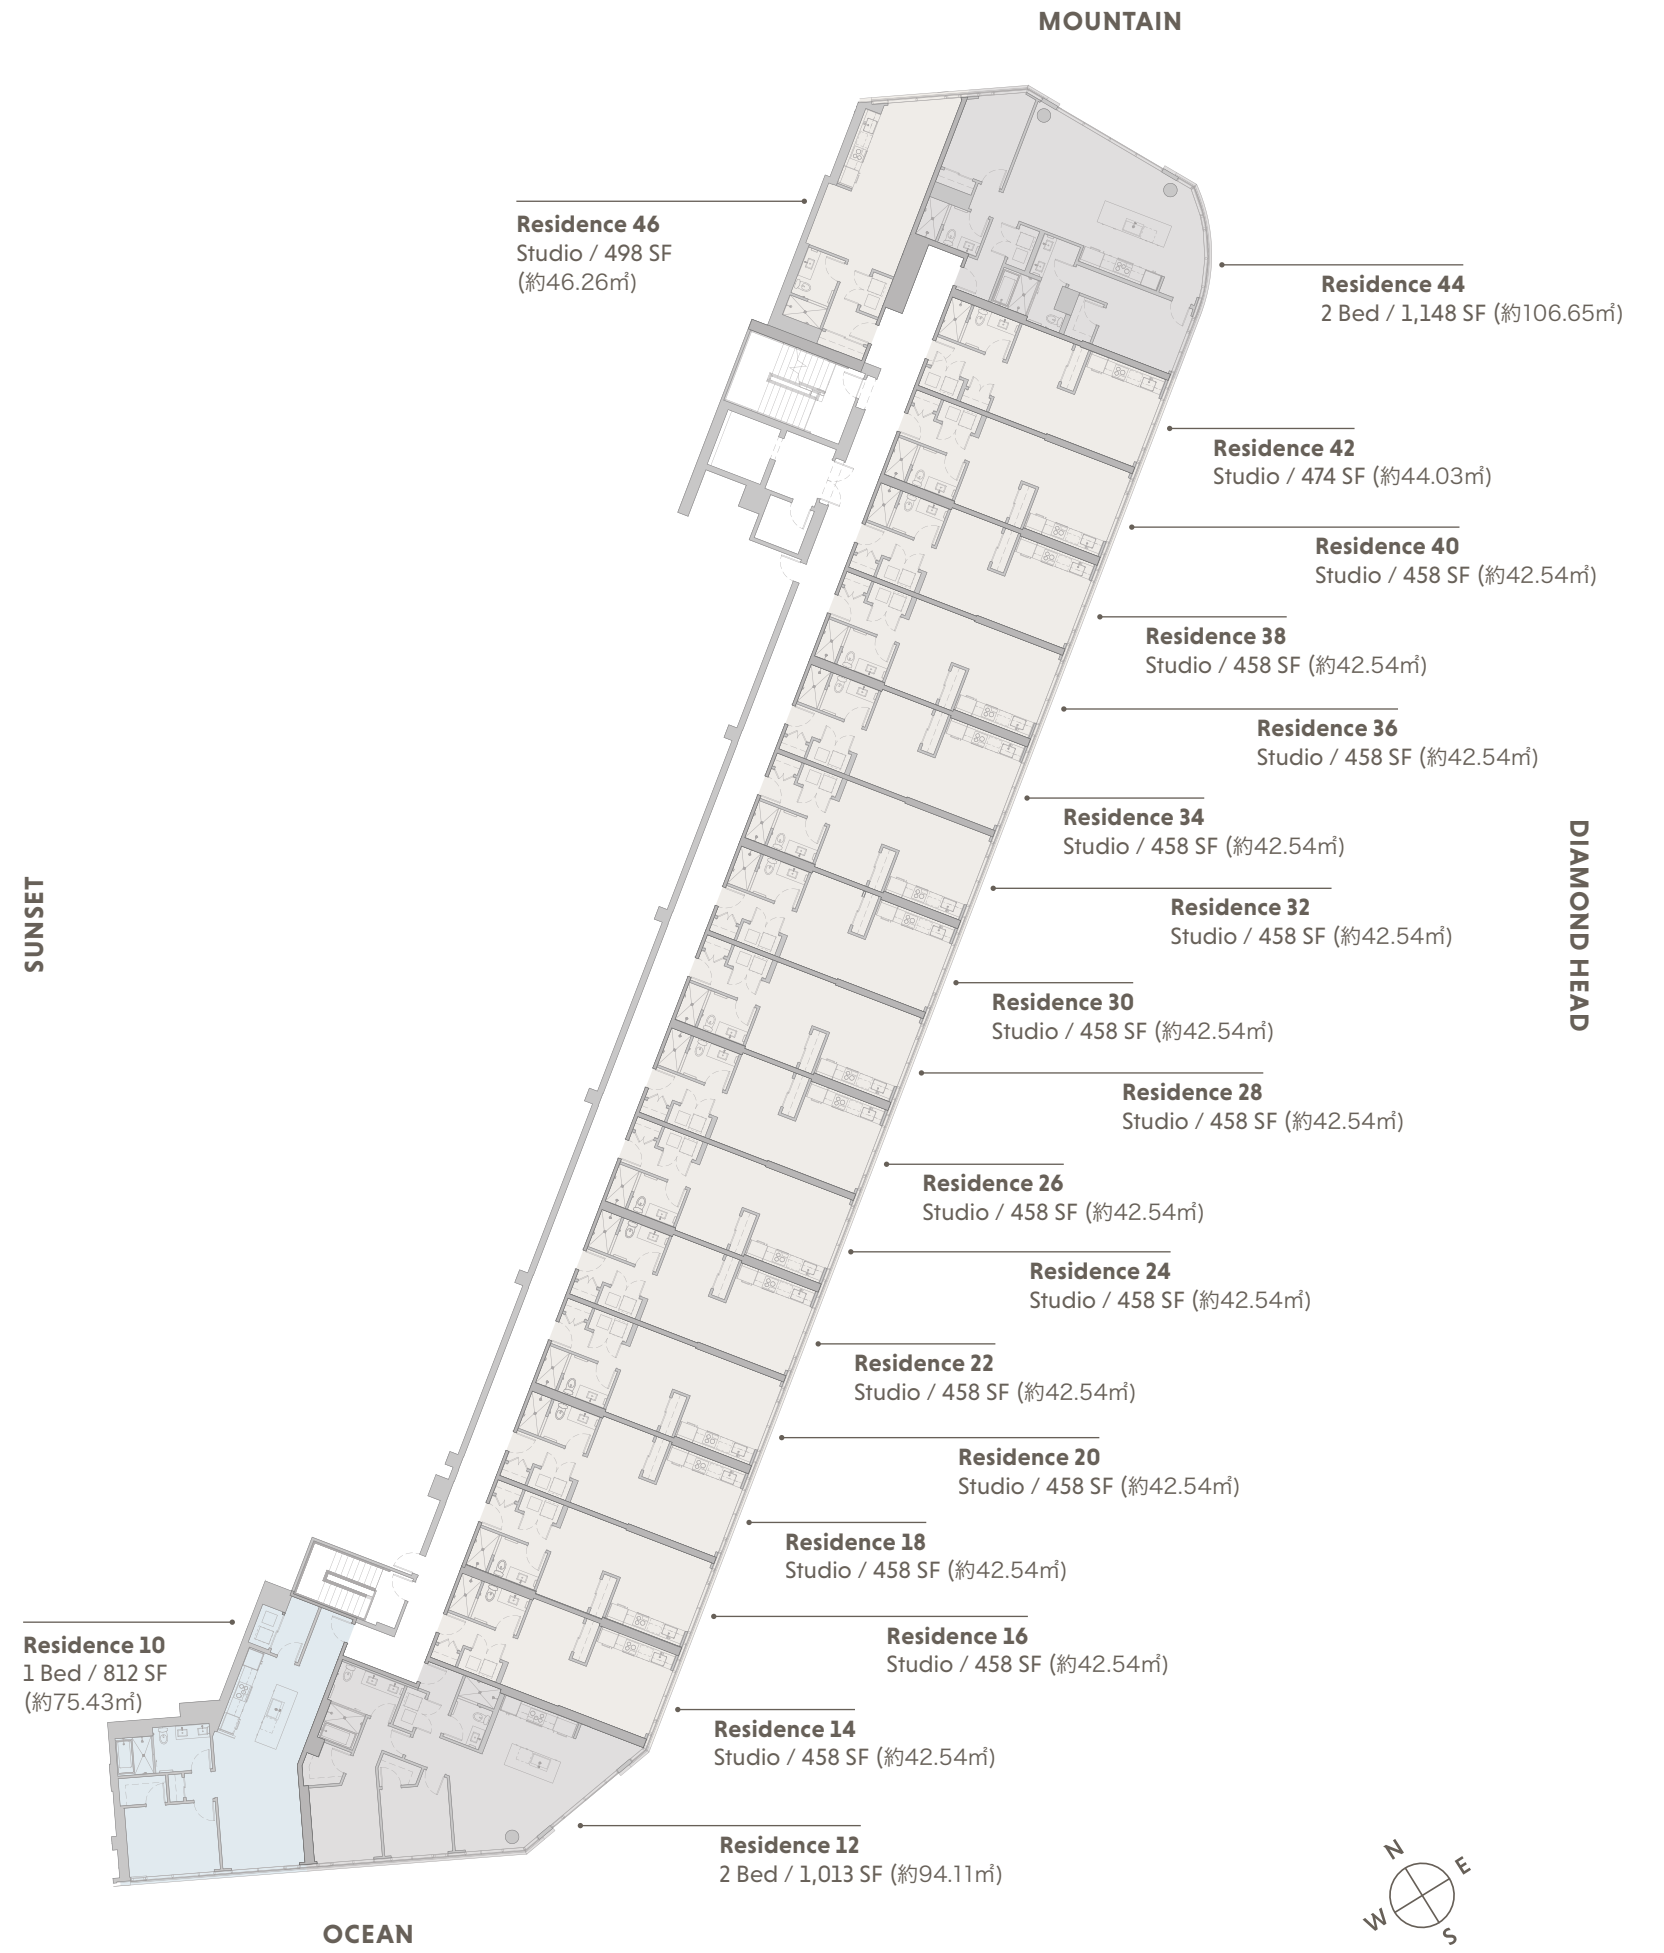 MOUNTAIN
Residence 46
Studio / 498 SF
(約46.26㎡)
Residence 44
2 Bed / 1,148 SF (約106.65㎡)
Residence 42
Studio / 474 SF (約44.03㎡)
Residence 40
Studio / 458 SF (約42.54㎡)
Residence 38
Studio / 458 SF (約42.54㎡)
Residence 36
Studio / 458 SF (約42.54㎡)
Residence 34
Studio / 458 SF (約42.54㎡)
DIAMOND HEAD
SUNSET
Residence 32
Studio / 458 SF (約42.54㎡)
Residence 30
Studio / 458 SF (約42.54㎡)
Residence 28
Studio / 458 SF (約42.54㎡)
Residence 26
Studio / 458 SF (約42.54㎡)
Residence 24
Studio / 458 SF (約42.54㎡)
Residence 22
Studio / 458 SF (約42.54㎡)
Residence 20
Studio / 458 SF (約42.54㎡)
Residence 18
Studio / 458 SF (約42.54㎡)
Residence 16
Studio / 458 SF (約42.54㎡)
Residence 10
1 Bed / 812 SF
(約75.43㎡)
Residence 14
Studio / 458 SF (約42.54㎡)
Residence 12
2 Bed / 1,013 SF (約94.11㎡)
OCEAN
N
E
W
S